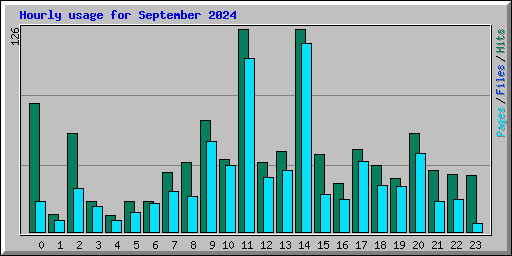 Hourly usage for September 2024
126
Pages / Files / Hits
0 1 2 3 4 5 6 7 8 9 10 11 12 13 14 15 16 17 18 19 20 21 22 23